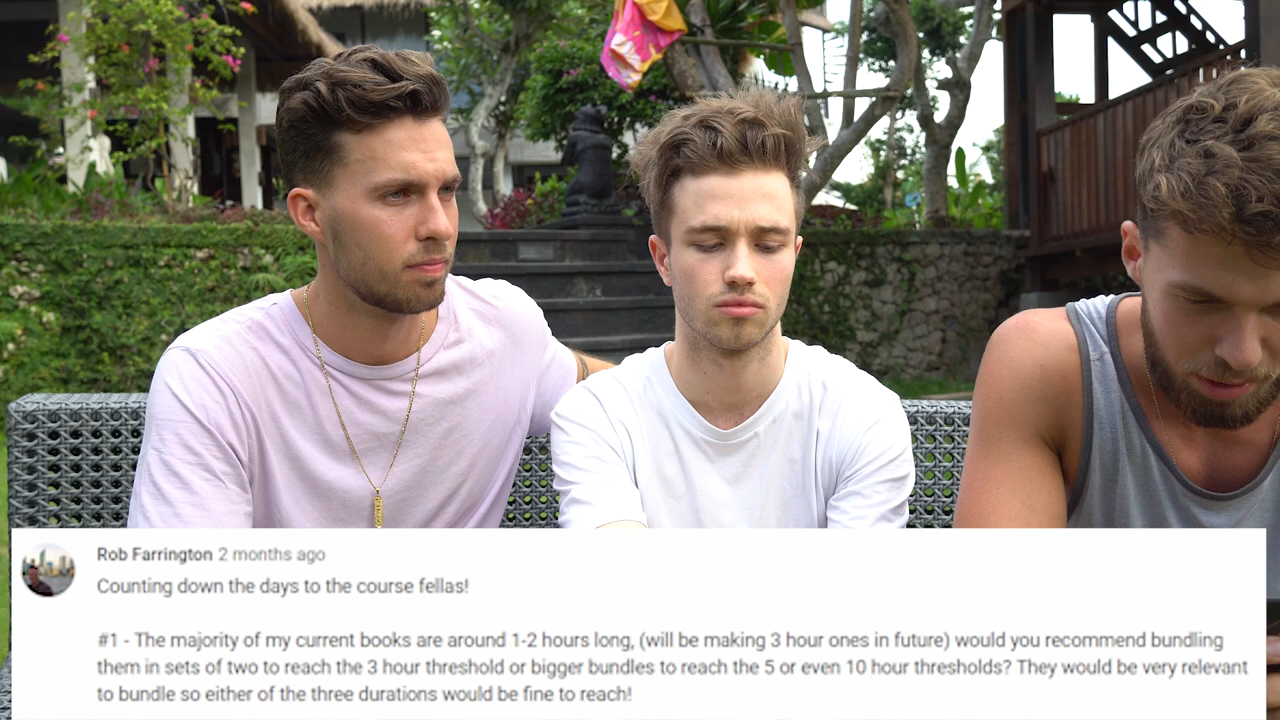 Rob Farrington 2 months ago
Counting down the days to the course fellas!
#1 - The majority of my current books are around 1-2 hours long, (will be making 3 hour ones in future) would you recommend bundling
them in sets of two to reach the 3 hour threshold or bigger bundles to reach the 5 or even 10 hour thresholds? They would be very relevant
to bundle so either of the three durations would be fine to reach!